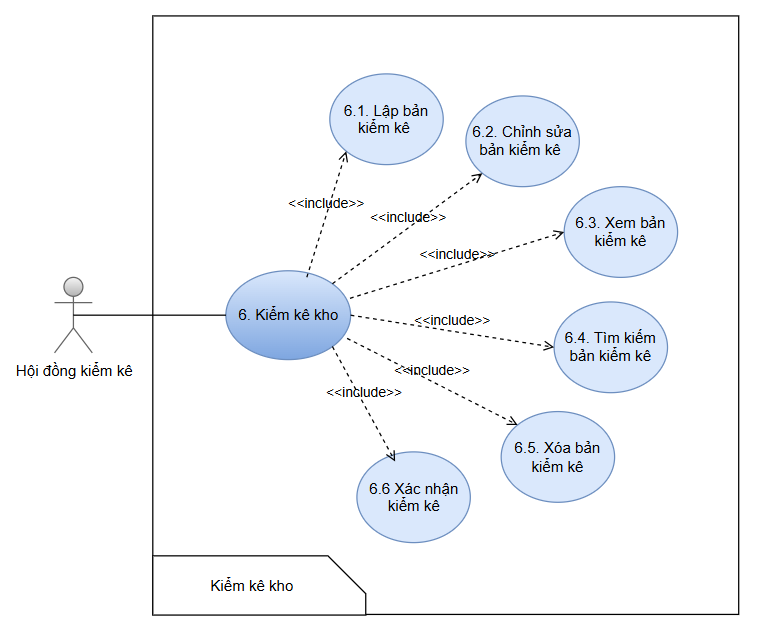 6.1. Lập bản
kiểm kê
6.2. Chỉnh sửa
bản kiểm kê
<<include>>
<<include>>
6.3. Xem bản
kiểm kê
<<include>>
6. Kiểm kê kho
<<include>>
6.4. Tìm kiếm
bản kiểm kê
Hội đồng kiểm kê
<<include>>
<<include>>
6.5. Xóa bản
kiểm kê
6.6 Xác nhận
kiểm kê
Kiểm kê kho